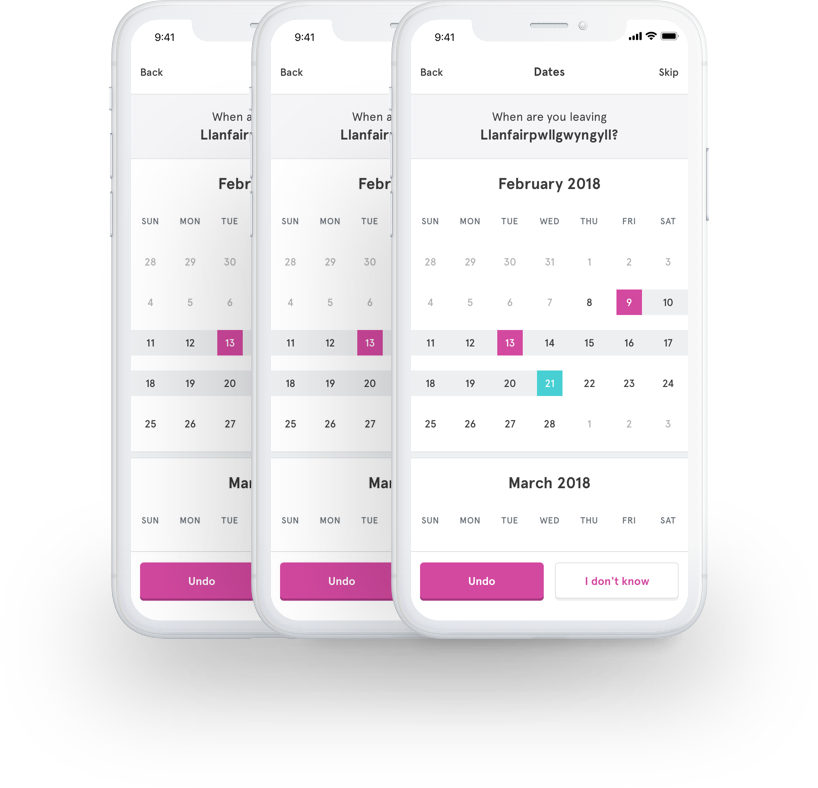 9:41
Back
When a
Llanfair
Febr
SUN MON TUE
28 29 30
4 5 6
11 12 13
18 19 20
25 26 27
Mar
SUN MON TUE
Undo
9:41
Back
When a
Llanfair
Febr
SUN MON TUE
28 29 30
4 5 6
11 12 13
18 19 20
25 26 27
Mar
SUN MON TUE
Undo
9:41
Back Dates Skip
When are you leaving
Llanfairpwllgwyngyll?
February 2018
SUN MON TUE WED THU FRI SAT
28 29 30 31 1 2 3
4 5 6 7 8 9 10
11 12 13 14 15 16 17
18 19 20 21 22 23 24
25 26 27 28 1 2 3
March 2018
SUN MON TUE WED THU FRI SAT
Undo I don't know